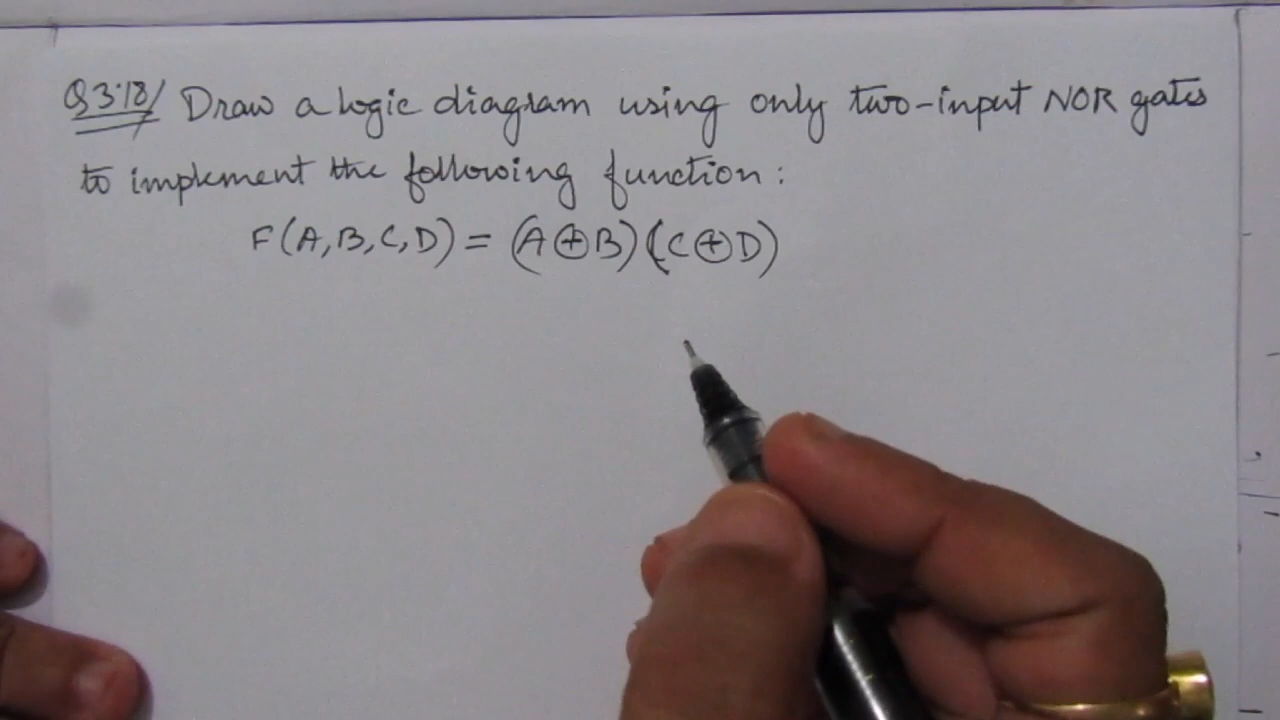 Q3.18/ Draw a logic diagram using only two-input NOR gates
to implement the following function:
F(A,B,C,D) = (A⊕B)(C⊕D)